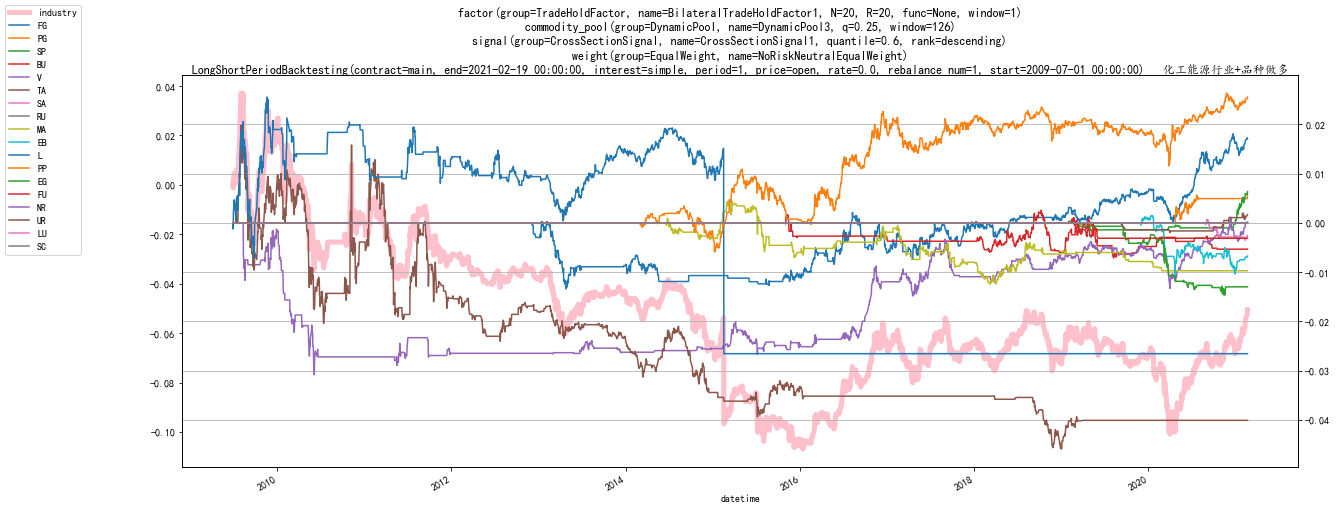 factor(group=TradeHoldFactor, name=BilateralTradeHoldFactor1, N=20, R=20, func=None, window=1)
commodity_pool(group=DynamicPool, name=DynamicPool3, q=0.25, window=126)
signal(group=CrossSectionSignal, name=CrossSectionSignal1, quantile=0.6, rank=descending)
weight(group=EqualWeight, name=NoRiskNeutralEqualWeight)
LongShortPeriodBacktesting(contract=main, end=2021-02-19 00:00:00, interest=simple, period=1, price=open, rate=0.0, rebalance_num=1, start=2009-07-01 00:00:00) 化工能源行业+品种做多
industry
FG
PG
SP
BU
V
TA
SA
RU
MA
EB
L
PP
EG
FU
NR
UR
LU
SC
0.04
0.02
0.00
−0.02
−0.04
−0.06
−0.08
−0.10
0.02
0.01
0.00
−0.01
−0.02
−0.03
−0.04
2010
2012
2014
2016
2018
2020
datetime